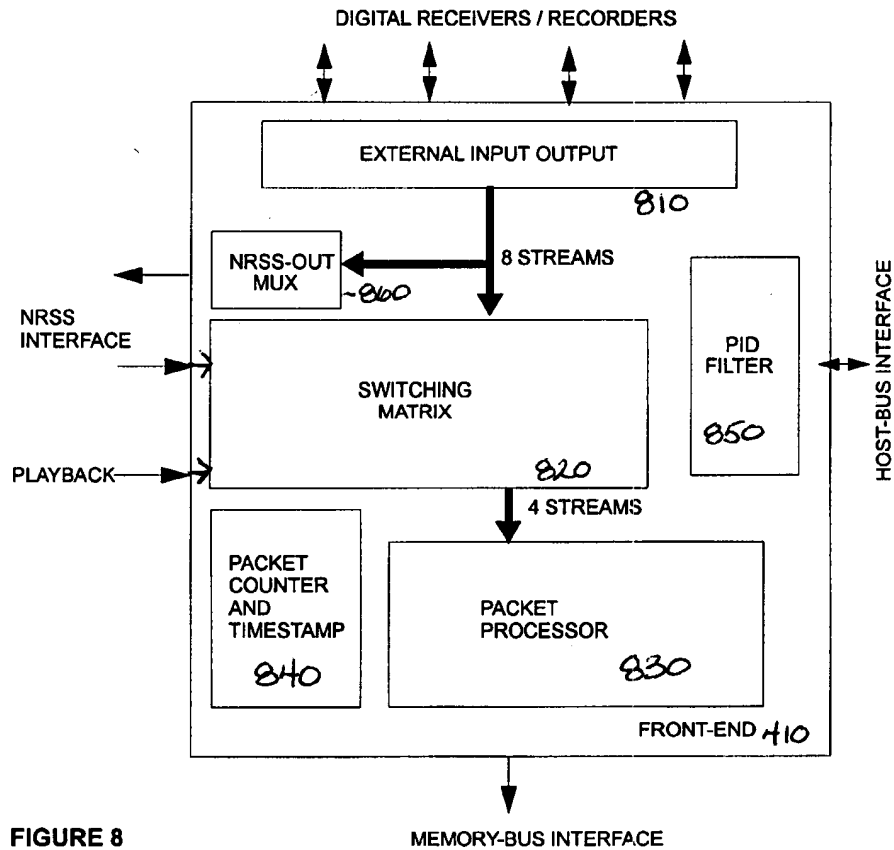 DIGITAL RECEIVERS / RECORDERS
EXTERNAL INPUT OUTPUT
810
8 STREAMS
NRSS-OUT
MUX
~860
NRSS
INTERFACE
PID
FILTER
850
HOST-BUS INTERFACE
SWITCHING
MATRIX
820
PLAYBACK
4 STREAMS
PACKET
COUNTER
AND
TIMESTAMP
840
PACKET
PROCESSOR
830
FRONT-END 410
FIGURE 8
MEMORY-BUS INTERFACE